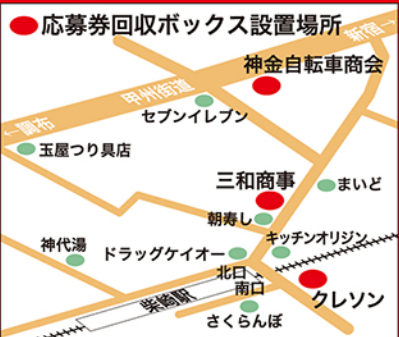 ●応募券回収ボックス設置場所
新宿→
神金自転車商会
甲州街道
セブンイレブン
←調布
玉屋つり具店
三和商事
まいど
朝寿し
キッチンオリジン
神代湯
ドラッグケイオー
北口
南口
柴崎駅
クレソン
さくらんぼ